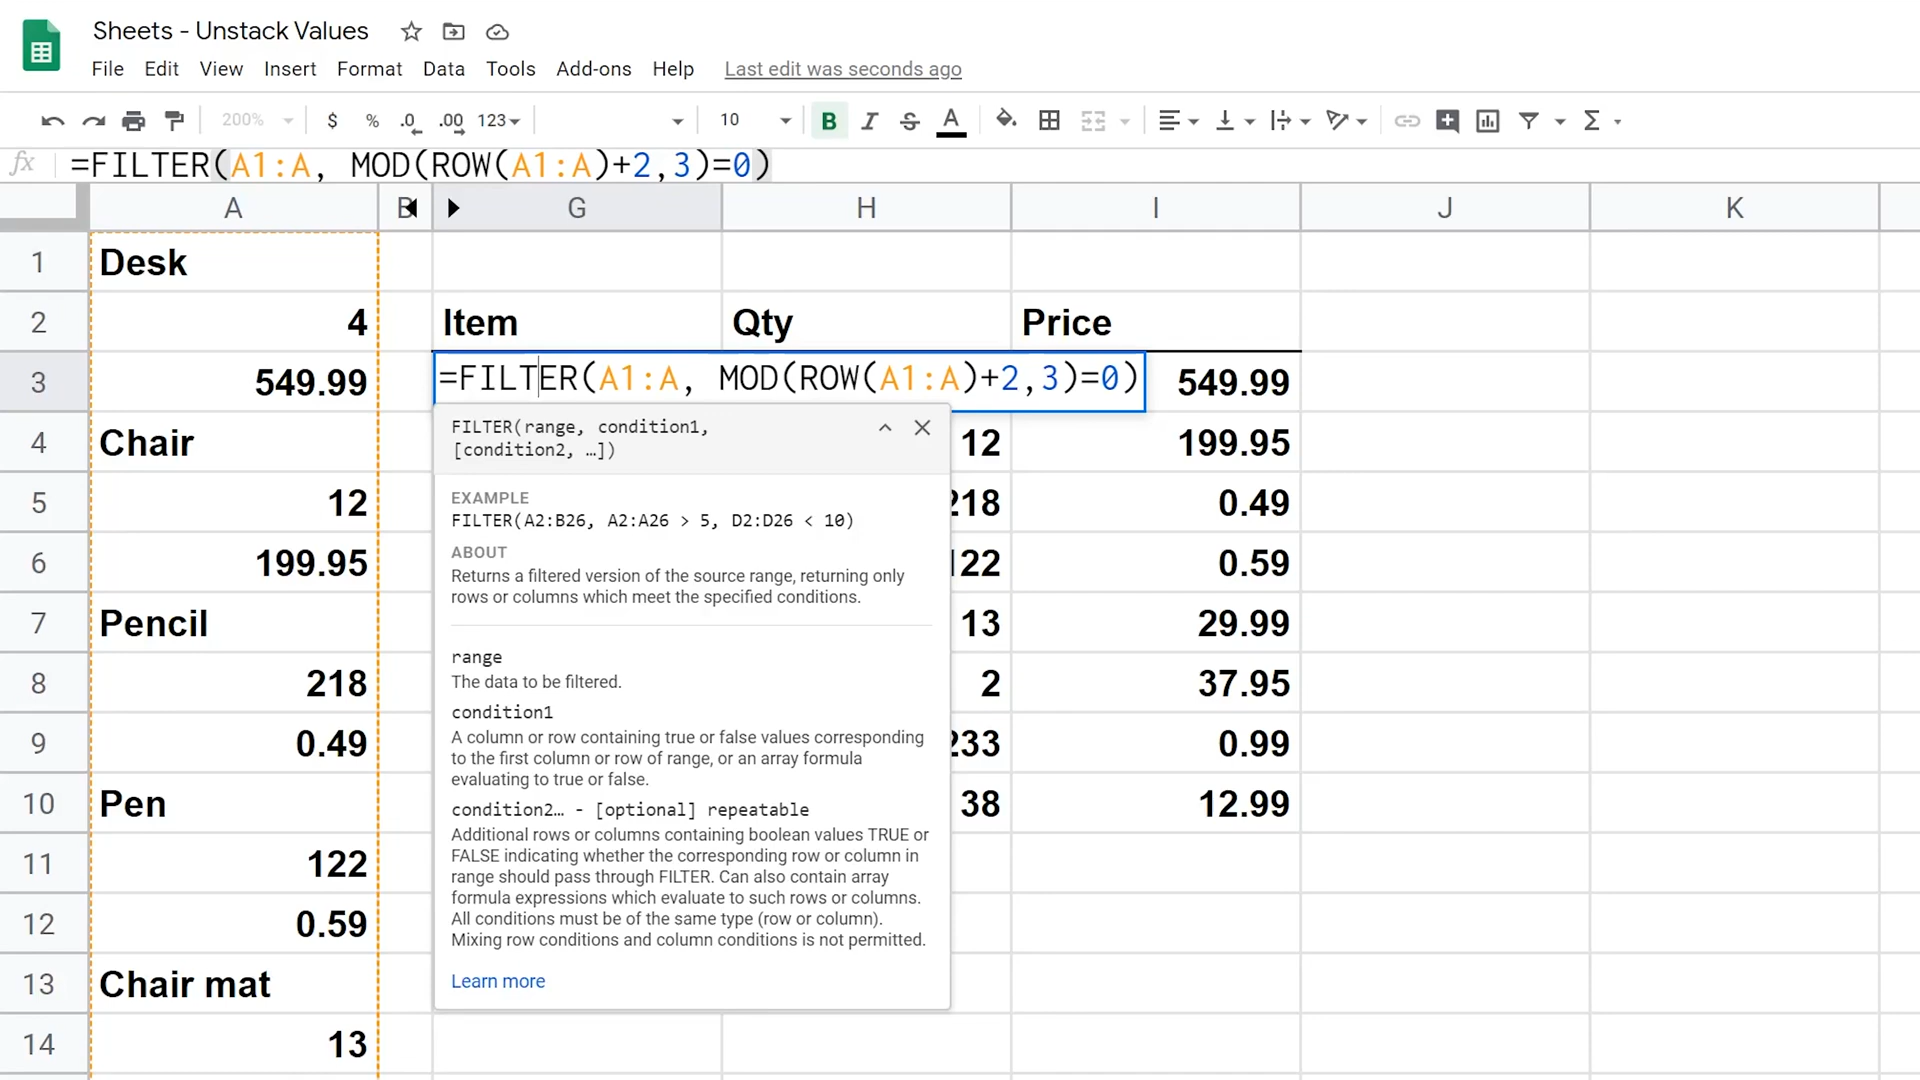 Sheets - Unstack Values
File Edit View Insert Format Data Tools Add-ons Help Last edit was seconds ago
200% $ % .0 .00 123 10 B I S A Σ
fx =FILTER(A1:A, MOD(ROW(A1:A)+2,3)=0)
A B G H I J K
1 Desk
2 4 Item Qty Price
3 549.99 =FILTER(A1:A, MOD(ROW(A1:A)+2,3)=0) 549.99
FILTER(range, condition1,
[condition2, …])
4 Chair 12 199.95
EXAMPLE
5 12 218 0.49
FILTER(A2:B26, A2:A26 > 5, D2:D26 < 10)
ABOUT
6 199.95 122 0.59
Returns a filtered version of the source range, returning only
rows or columns which meet the specified conditions.
7 Pencil 13 29.99
range
The data to be filtered.
8 218 2 37.95
condition1
A column or row containing true or false values corresponding
9 0.49 233 0.99
to the first column or row of range, or an array formula
evaluating to true or false.
10 Pen 38 12.99
condition2… - [optional] repeatable
Additional rows or columns containing boolean values TRUE or
FALSE indicating whether the corresponding row or column in
11 122
range should pass through FILTER. Can also contain array
formula expressions which evaluate to such rows or columns.
12 0.59
All conditions must be of the same type (row or column).
Mixing row conditions and column conditions is not permitted.
13 Chair mat
Learn more
14 13